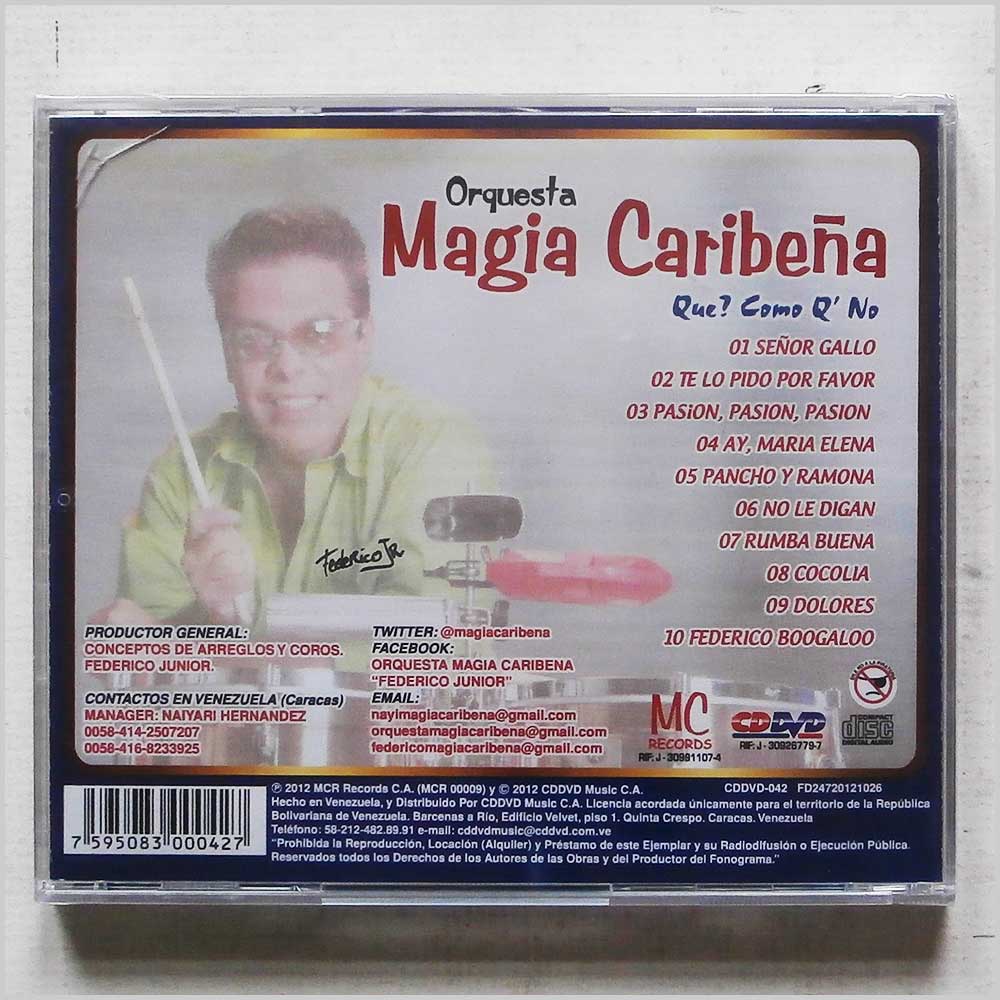 Orquesta
Magia Caribeña
Que? Como Q' No
01 SEÑOR GALLO
02 TE LO PIDO POR FAVOR
03 PASiON, PASION, PASION
04 AY, MARIA ELENA
05 PANCHO Y RAMONA
06 NO LE DIGAN
07 RUMBA BUENA
08 COCOLIA
09 DOLORES
10 FEDERICO BOOGALOO
Federico Jr
PRODUCTOR GENERAL:
CONCEPTOS DE ARREGLOS Y COROS.
FEDERICO JUNIOR.
CONTACTOS EN VENEZUELA (Caracas)
MANAGER: NAIYARI HERNANDEZ
0058-414-2507207
0058-416-8233925
TWITTER: @magiacaribena
FACEBOOK:
ORQUESTA MAGIA CARIBENA
"FEDERICO JUNIOR"
EMAIL:
nayimagiacaribena@gmail.com
orquestamagiacaribena@gmail.com
federicomagiacaribena@gmail.com
MC
RECORDS
RIF: J - 30991107-4
CDDVD
RIF: J - 30926779-7
COMPACT
disc
DIGITAL AUDIO
7 595083 000427
℗ 2012 MCR Records C.A. (MCR 00009) y © 2012 CDDVD Music C.A.
CDDVD-042 FD24720121026
Hecho en Venezuela, y Distribuido Por CDDVD Music C.A. Licencia acordada únicamente para el territorio de la República
Bolivariana de Venezuela. Barcenas a Río, Edificio Velvet, piso 1. Quinta Crespo. Caracas. Venezuela
Teléfono: 58-212-482.89.91 e-mail: cddvdmusic@cddvd.com.ve
"Prohibida la Reproducción, Locación (Alquiler) y Préstamo de este Ejemplar y su Radiodifusión o Ejecución Pública.
Reservados todos los Derechos de los Autores de las Obras y del Productor del Fonograma."